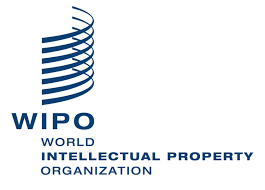 WIPO
WORLD
INTELLECTUAL PROPERTY
ORGANIZATION